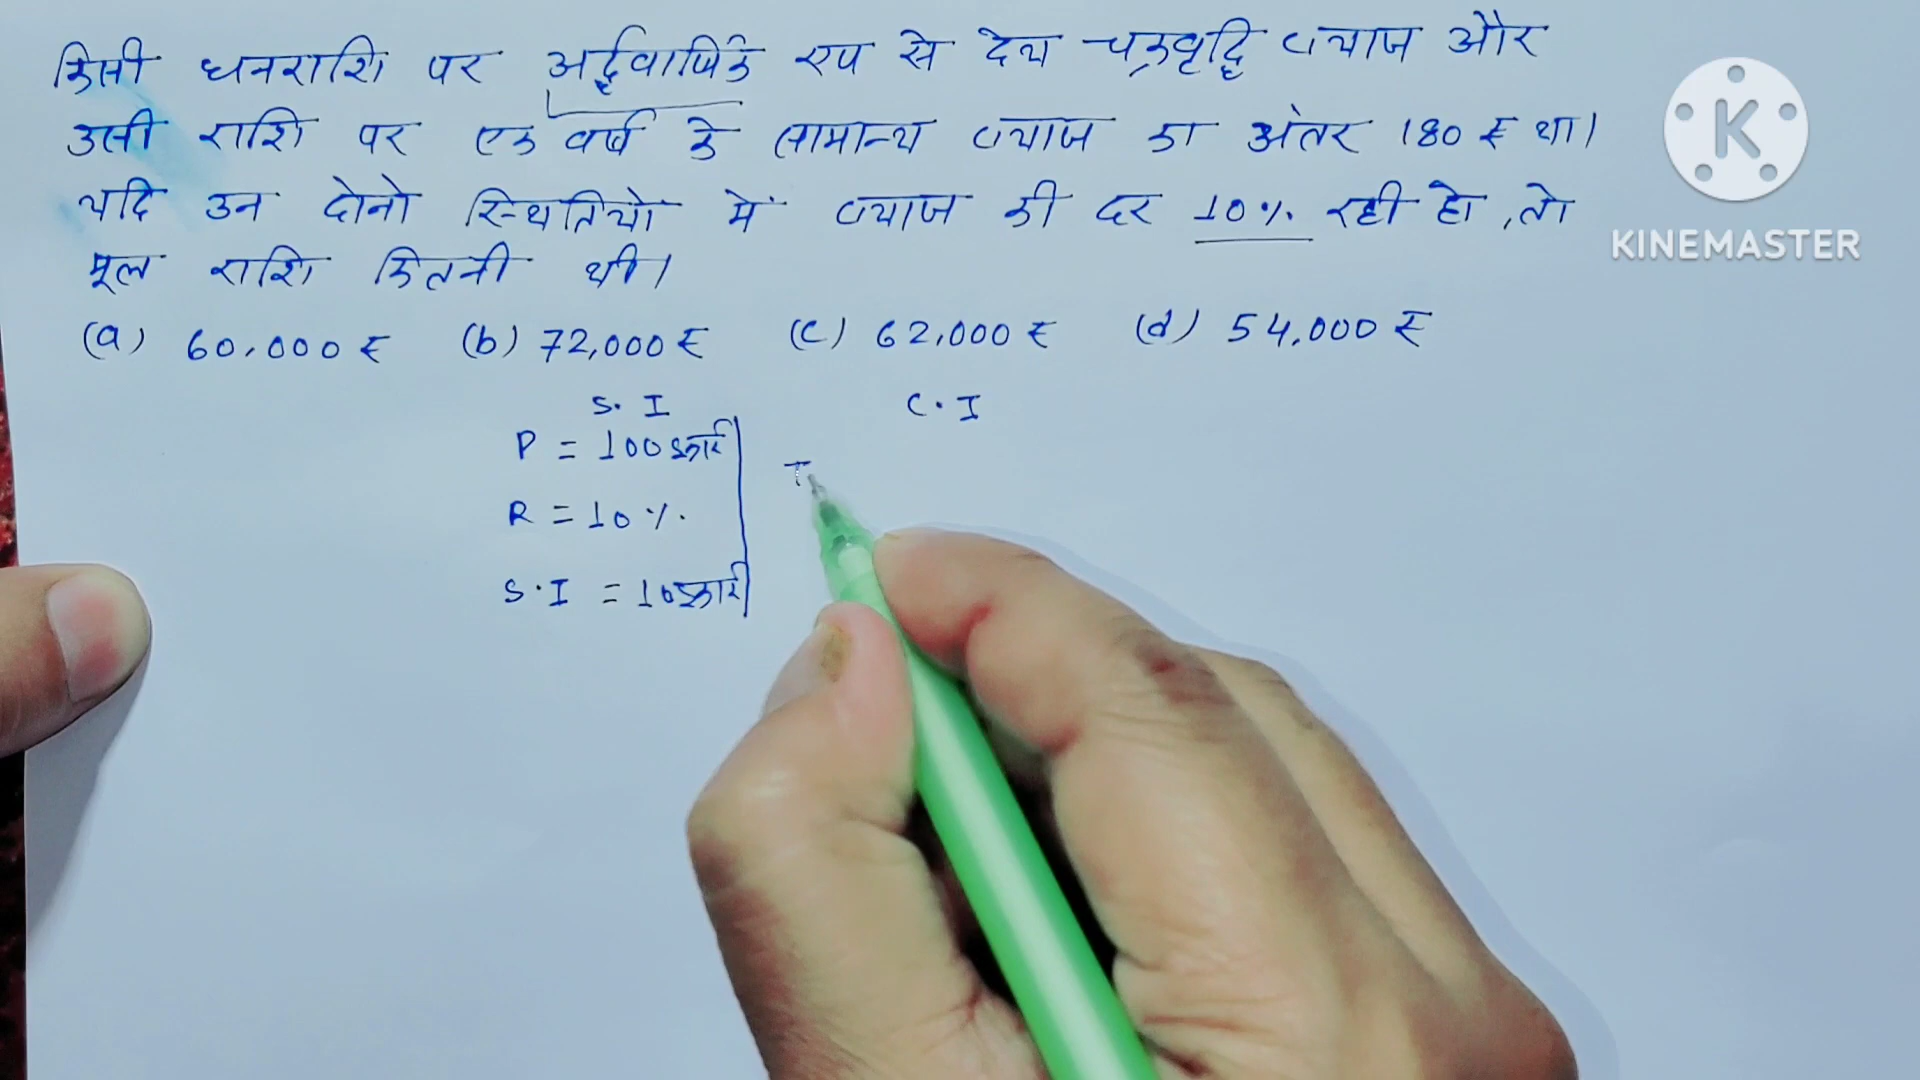 किसी धनराशि पर अर्द्धवार्षिक रूप से देय चक्रवृद्धि ब्याज और
उसी राशि पर एक वर्ष के सामान्य ब्याज का अंतर 180 ₹ था।
यदि उन दोनो स्थितियो में ब्याज की दर 10% रही हो, तो
मूल राशि कितनी थी।
(a) 60,000 ₹ (b) 72,000 ₹ (c) 62,000 ₹ (d) 54,000 ₹
S. I C. I
P = 100 इकाई
T
R = 10 %.
S. I = 10 इकाई
K
KINEMASTER